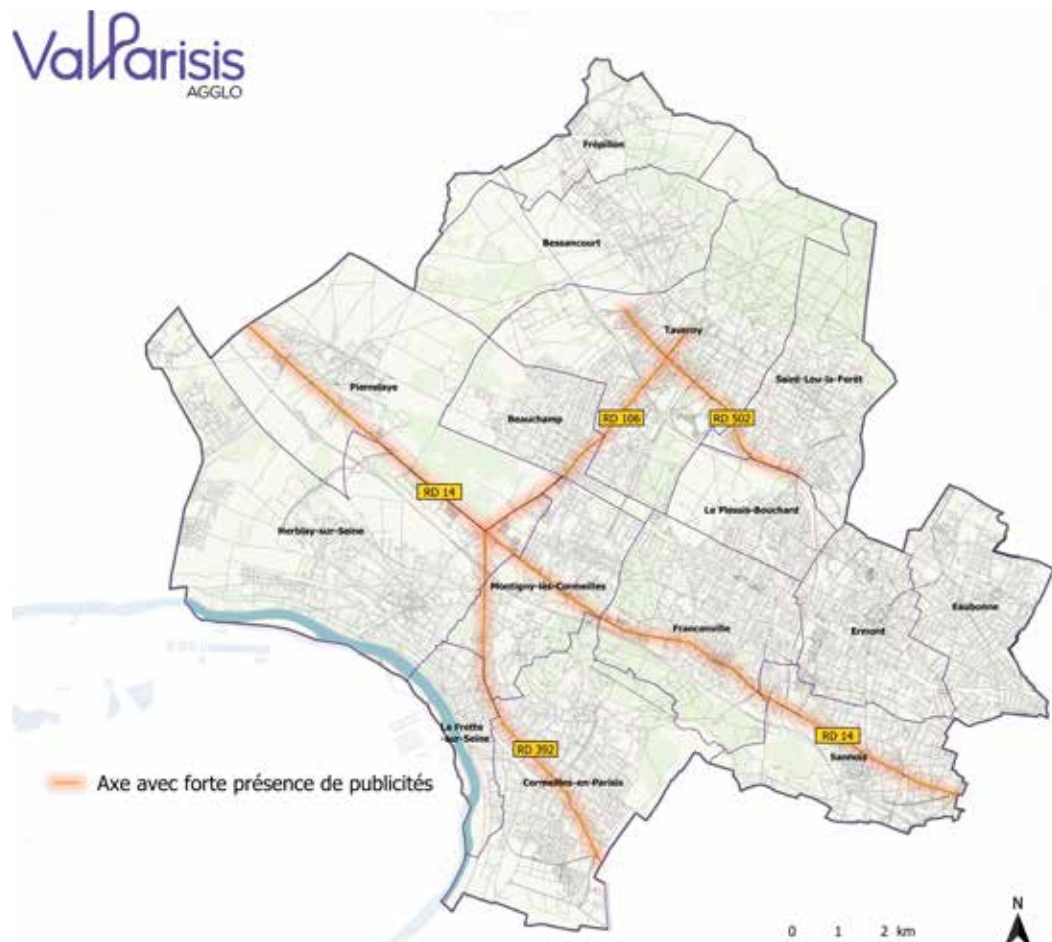 ValParisis
AGGLO
Frépillon
Bessancourt
Taverny
Pierrelaye
Saint-Leu-la-Forêt
Beauchamp
RD 106
RD 502
RD 14
Le Plessis-Bouchard
Herblay-sur-Seine
Montigny-lès-Cormeilles
Eaubonne
Franconville
Ermont
La Frette
-sur-Seine
RD 14
RD 392
Sannois
Axe avec forte présence de publicités
Cormeilles-en-Parisis
N
0 1 2 km